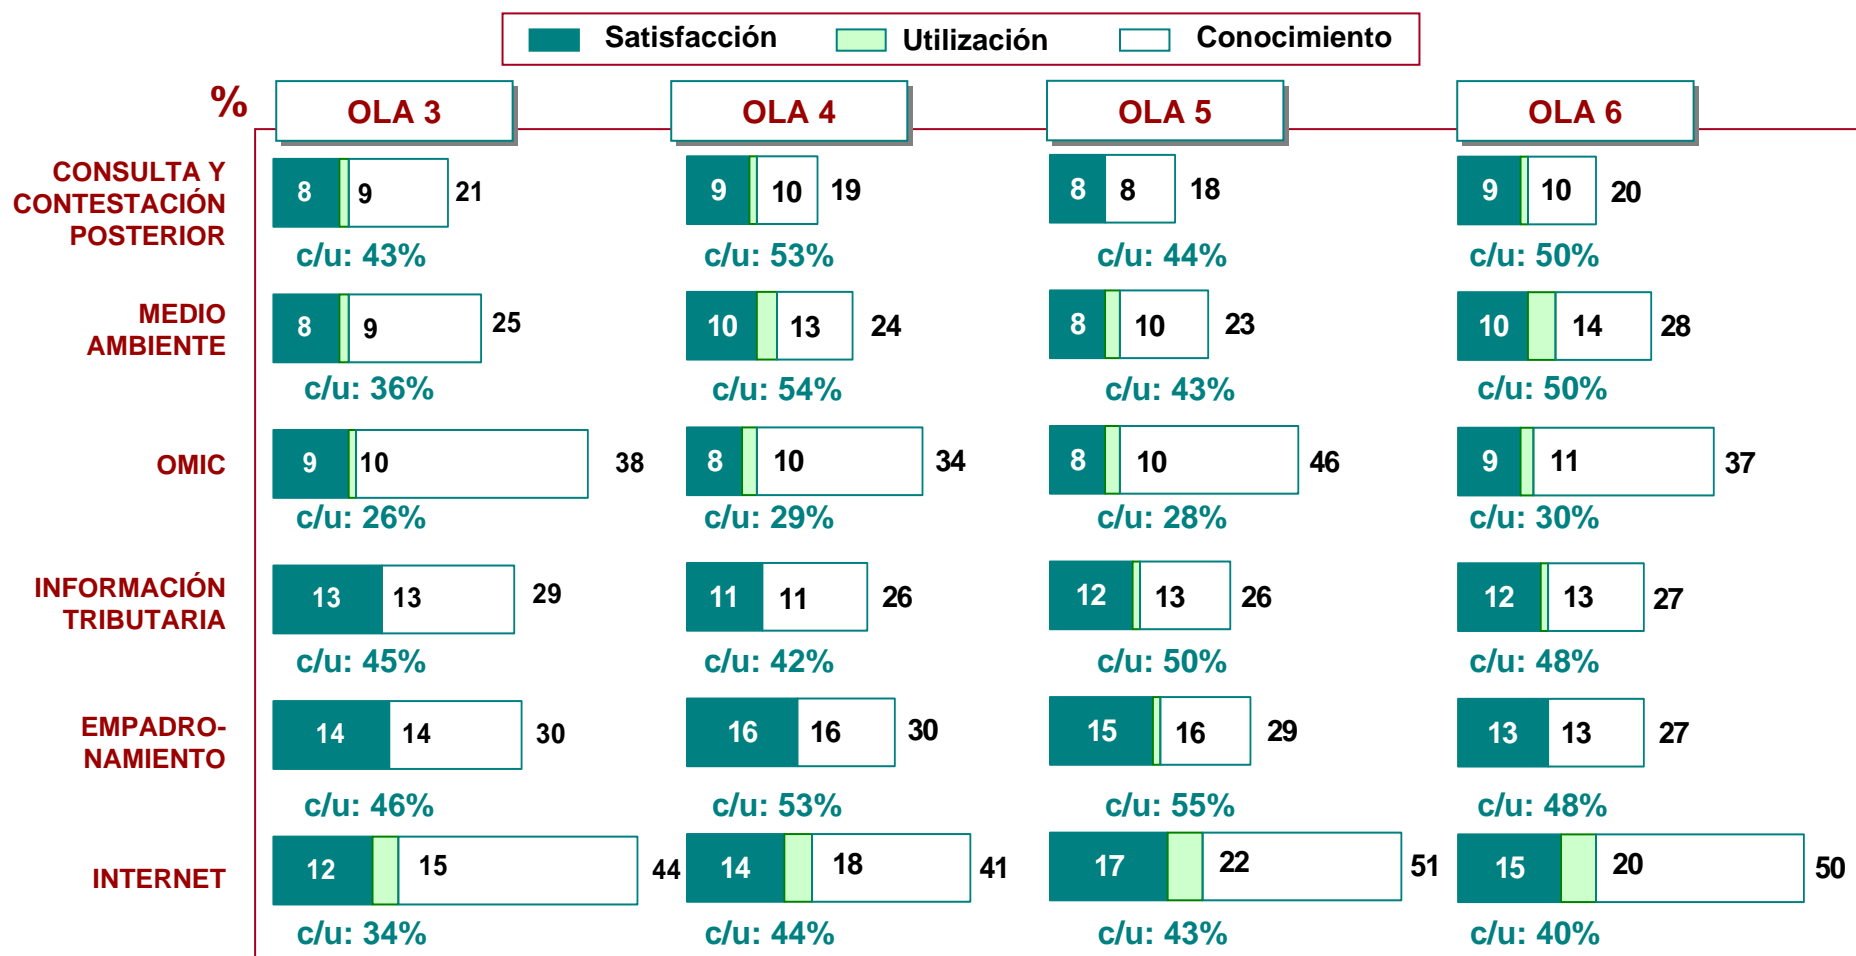 Satisfacción Utilización Conocimiento
% OLA 3 OLA 4 OLA 5 OLA 6
CONSULTA Y
CONTESTACIÓN
POSTERIOR
8 9 21 9 10 19 8 8 18 9 10 20
c/u: 43% c/u: 53% c/u: 44% c/u: 50%
MEDIO
AMBIENTE
8 9 25 10 13 24 8 10 23 10 14 28
c/u: 36% c/u: 54% c/u: 43% c/u: 50%
OMIC
9 10 38 8 10 34 8 10 46 9 11 37
c/u: 26% c/u: 29% c/u: 28% c/u: 30%
INFORMACIÓN
TRIBUTARIA
13 13 29 11 11 26 12 13 26 12 13 27
c/u: 45% c/u: 42% c/u: 50% c/u: 48%
EMPADRO-
NAMIENTO
14 14 30 16 16 30 15 16 29 13 13 27
c/u: 46% c/u: 53% c/u: 55% c/u: 48%
INTERNET
12 15 44 14 18 41 17 22 51 15 20 50
c/u: 34% c/u: 44% c/u: 43% c/u: 40%